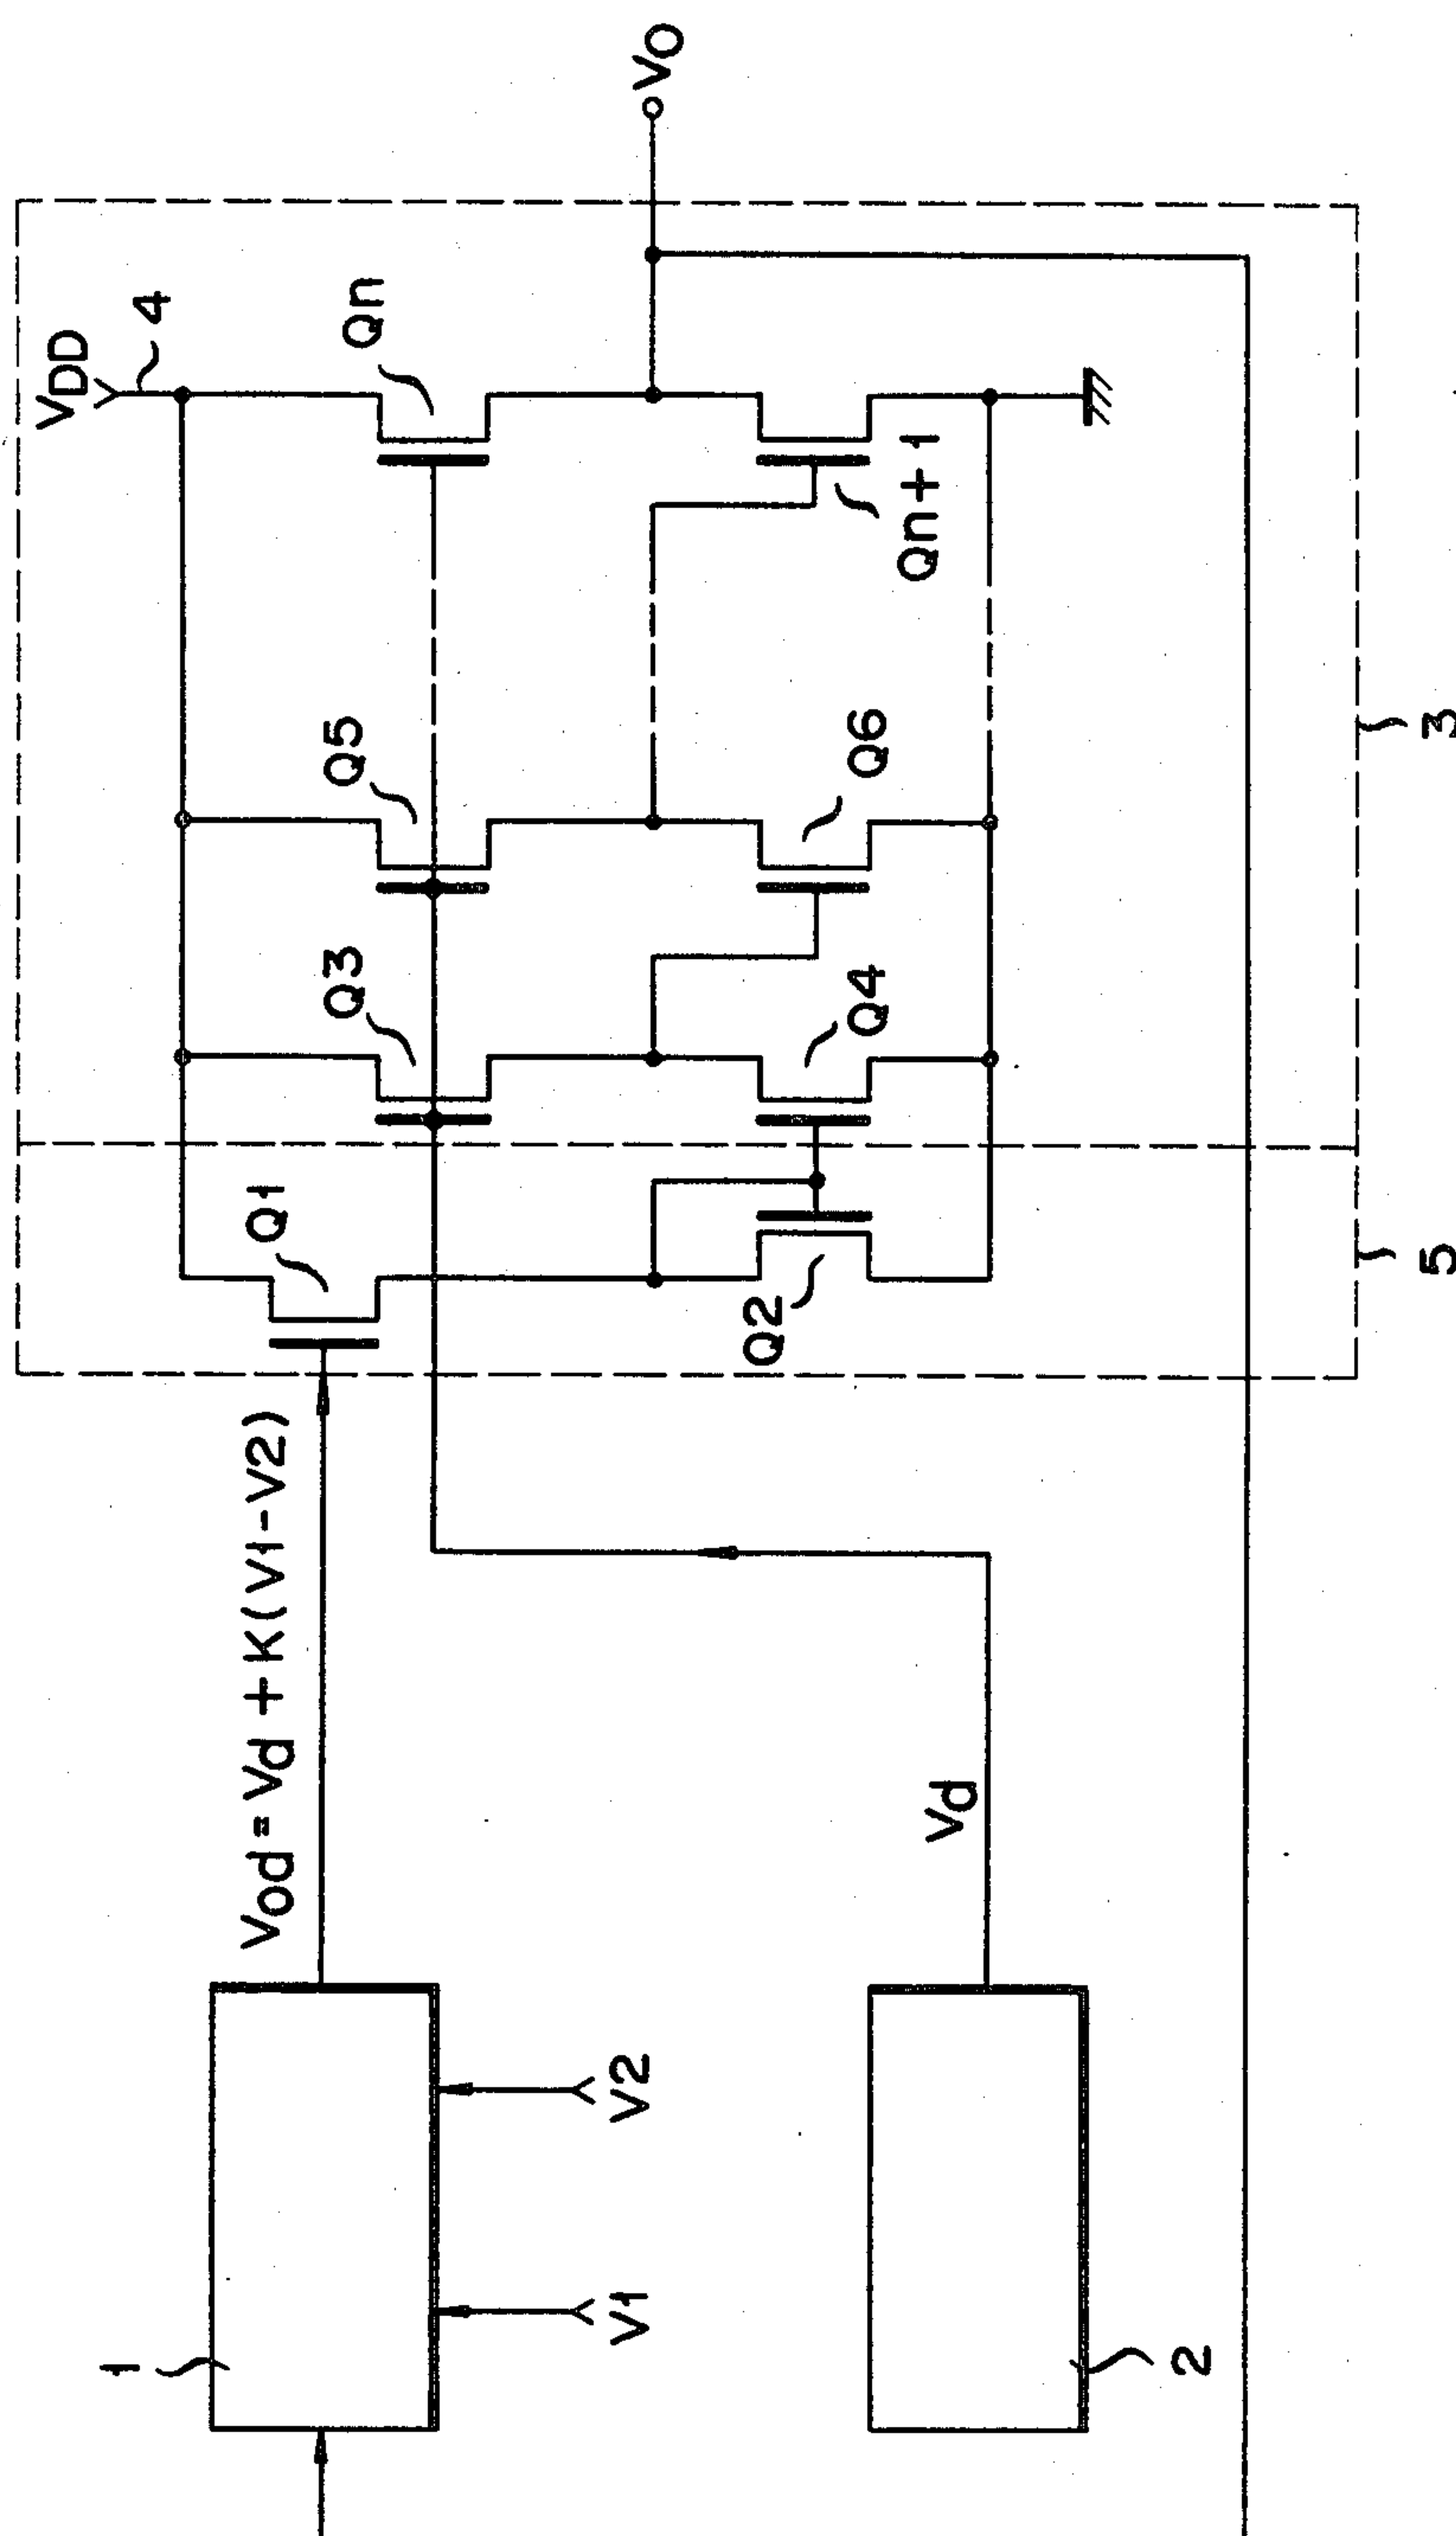 1
V1
V2
2
Vod = Vd + K(V1-V2)
Vd
Q1
Q2
5
Q3
Q4
Q5
Q6
3
VDD
4
Qn
Qn+1
VO